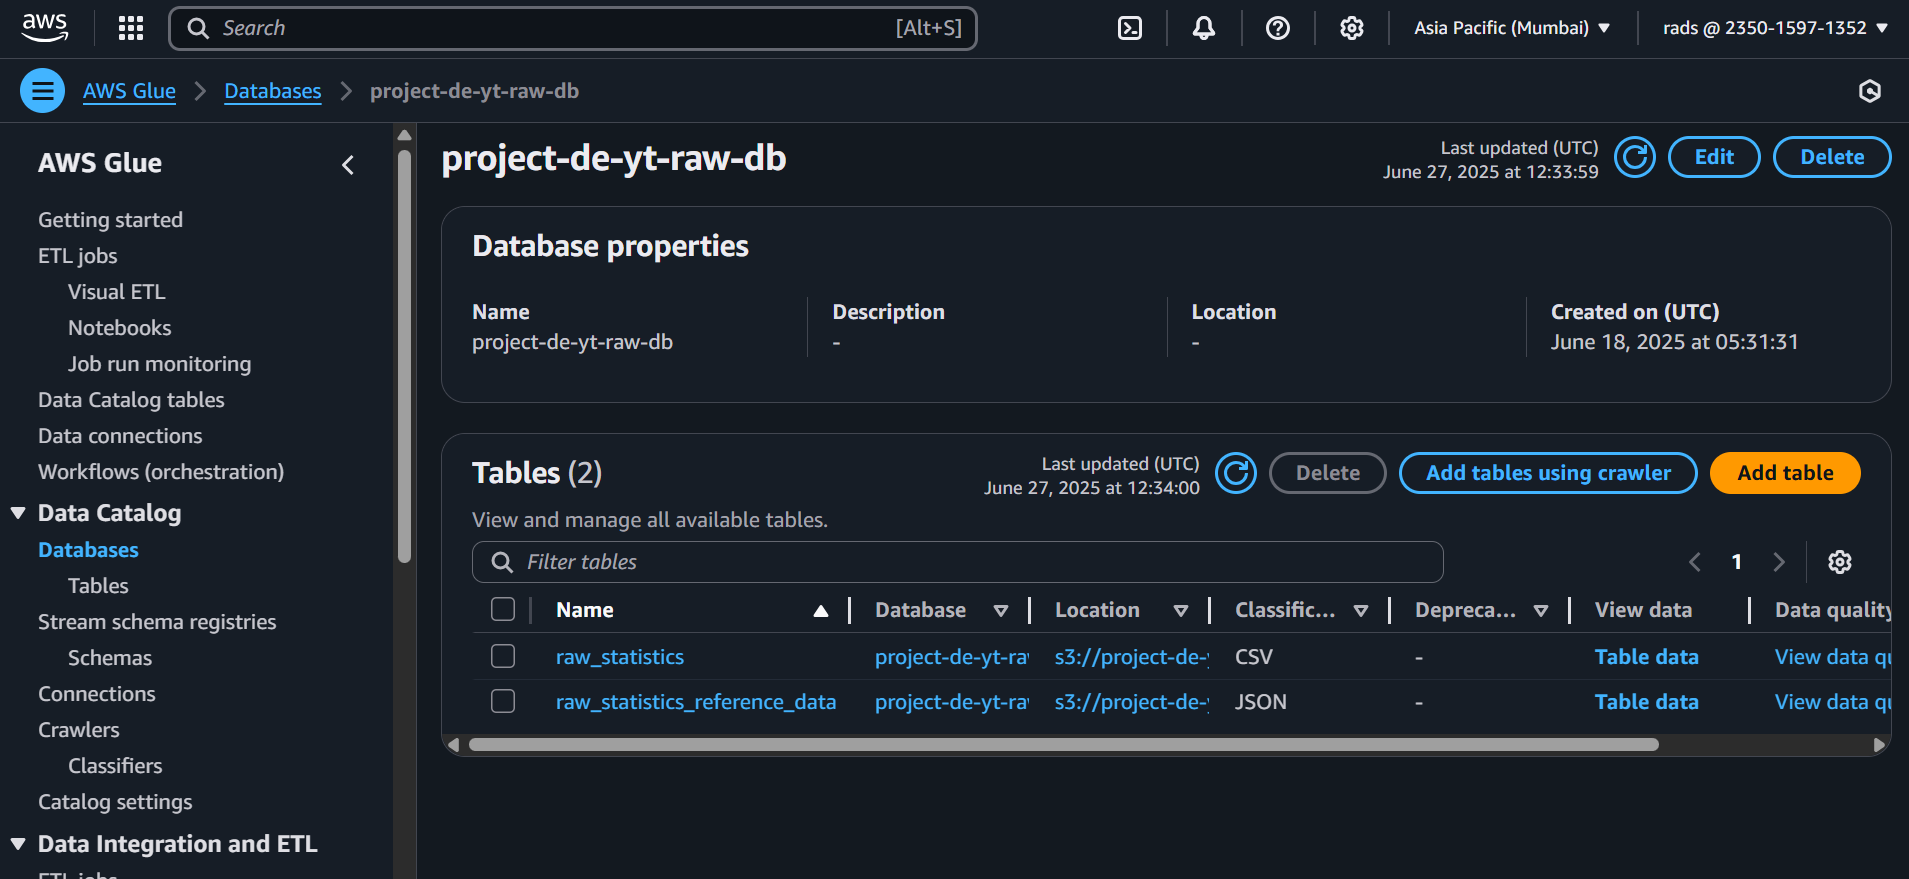 aws
Search
[Alt+S]
Asia Pacific (Mumbai)
rads @ 2350-1597-1352
AWS Glue
Databases
project-de-yt-raw-db
AWS Glue
Getting started
ETL jobs
Visual ETL
Notebooks
Job run monitoring
Data Catalog tables
Data connections
Workflows (orchestration)
Data Catalog
Databases
Tables
Stream schema registries
Schemas
Connections
Crawlers
Classifiers
Catalog settings
Data Integration and ETL
ETL jobs
project-de-yt-raw-db
Last updated (UTC)
June 27, 2025 at 12:33:59
Edit
Delete
Database properties
Name
project-de-yt-raw-db
Description
-
Location
-
Created on (UTC)
June 18, 2025 at 05:31:31
Tables (2)
Last updated (UTC)
June 27, 2025 at 12:34:00
Delete
Add tables using crawler
Add table
View and manage all available tables.
Filter tables
1
Name Database Location Classific... Depreca... View data Data quality
raw_statistics project-de-yt-ra s3://project-de- CSV - Table data View data qu
raw_statistics_reference_data project-de-yt-ra s3://project-de- JSON - Table data View data qu